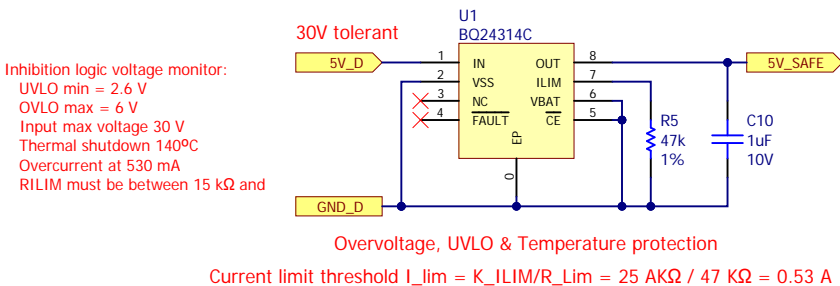 U1
BQ24314C
30V tolerant
5V_D
1
IN
OUT
8
5V_SAFE
2
VSS
ILIM
7
3
NC
VBAT
6
4
FAULT
CE
5
EP
0
R5
47k
1%
C10
1uF
10V
Inhibition logic voltage monitor:
UVLO min = 2.6 V
OVLO max = 6 V
Input max voltage 30 V
Thermal shutdown 140ºC
Overcurrent at 530 mA
RILIM must be between 15 kΩ and
GND_D
Overvoltage, UVLO & Temperature protection
Current limit threshold I_lim = K_ILIM/R_Lim = 25 AKΩ / 47 KΩ = 0.53 A